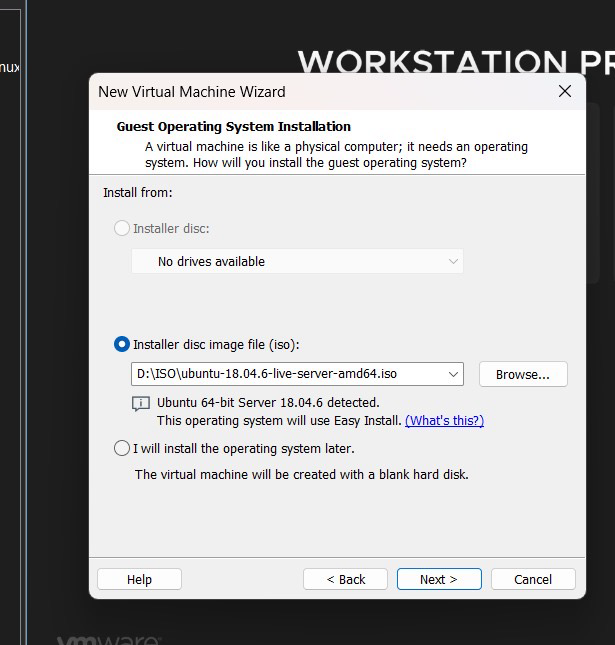 WORKSTATION PR
nux
New Virtual Machine Wizard
Guest Operating System Installation
A virtual machine is like a physical computer; it needs an operating
system. How will you install the guest operating system?
Install from:
Installer disc:
No drives available
Installer disc image file (iso):
D:\ISO\ubuntu-18.04.6-live-server-amd64.iso
Browse...
Ubuntu 64-bit Server 18.04.6 detected.
This operating system will use Easy Install. (What's this?)
I will install the operating system later.
The virtual machine will be created with a blank hard disk.
Help
< Back
Next >
Cancel
vmware